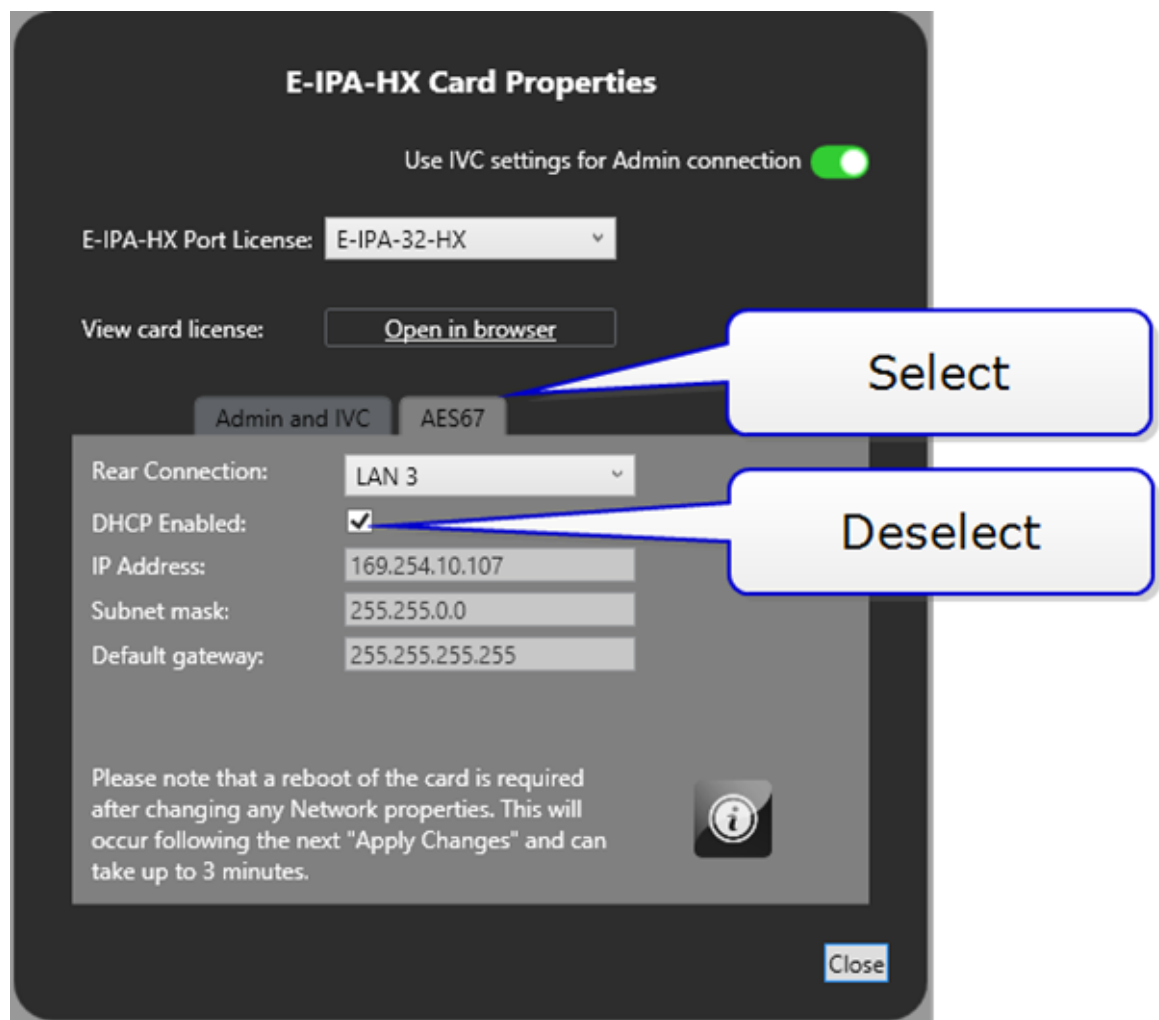 E-IPA-HX Card Properties
Use IVC settings for Admin connection
E-IPA-HX Port License: E-IPA-32-HX
View card license: Open in browser
Select
Admin and IVC AES67
Rear Connection: LAN 3
DHCP Enabled:
Deselect
IP Address: 169.254.10.107
Subnet mask: 255.255.0.0
Default gateway: 255.255.255.255
Please note that a reboot of the card is required
after changing any Network properties. This will
occur following the next "Apply Changes" and can
take up to 3 minutes.
i
Close